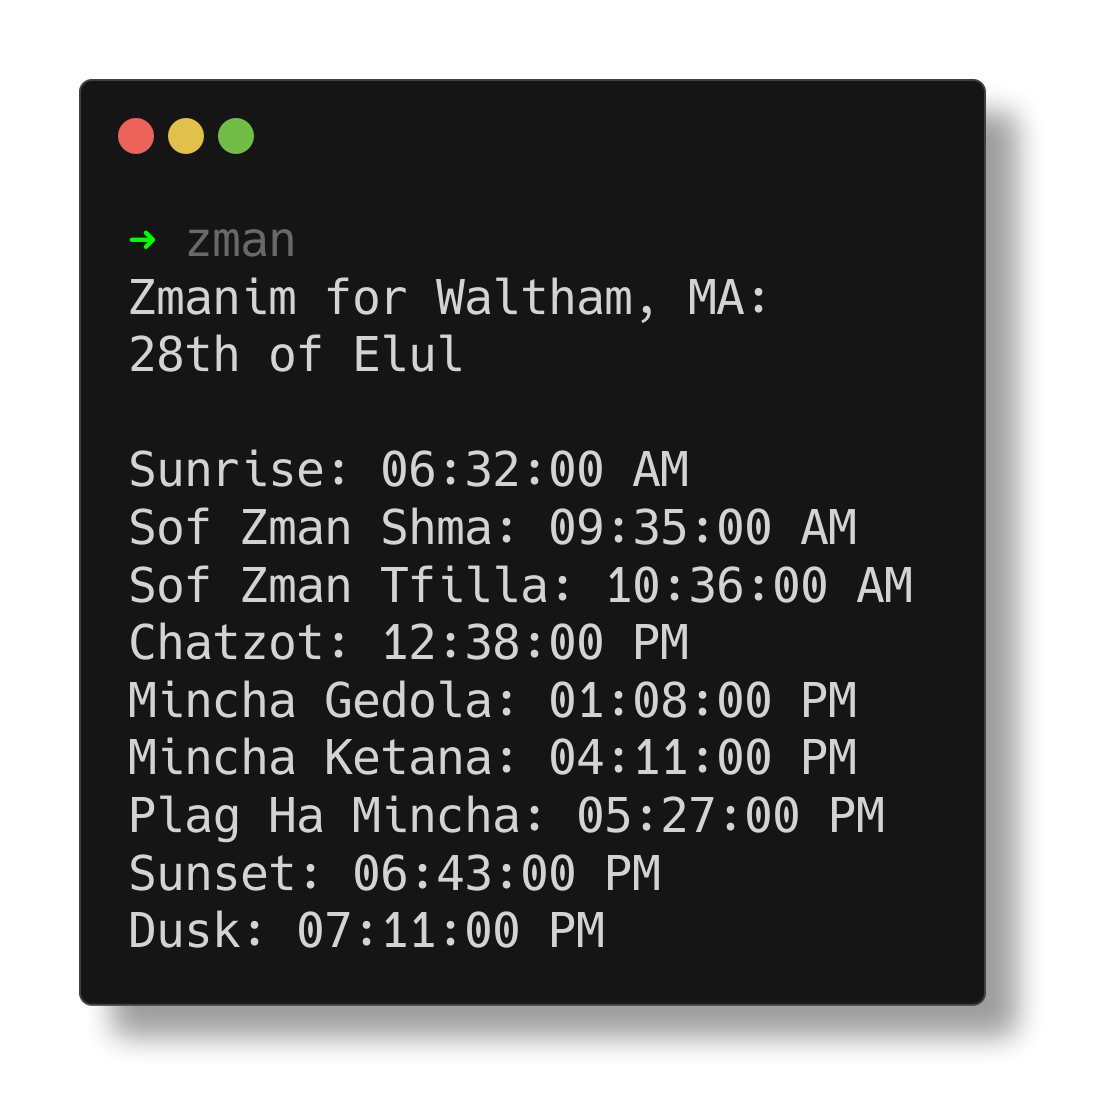 ➜ zman
Zmanim for Waltham, MA:
28th of Elul

Sunrise: 06:32:00 AM
Sof Zman Shma: 09:35:00 AM
Sof Zman Tfilla: 10:36:00 AM
Chatzot: 12:38:00 PM
Mincha Gedola: 01:08:00 PM
Mincha Ketana: 04:11:00 PM
Plag Ha Mincha: 05:27:00 PM
Sunset: 06:43:00 PM
Dusk: 07:11:00 PM